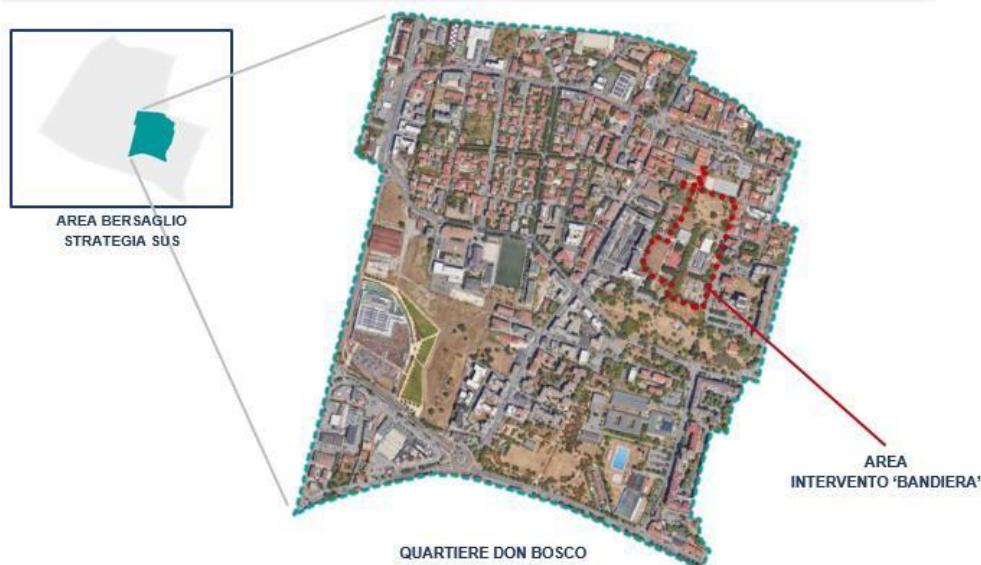 AREA BERSAGLIO
STRATEGIA SUS
AREA
INTERVENTO ‘BANDIERA’
QUARTIERE DON BOSCO